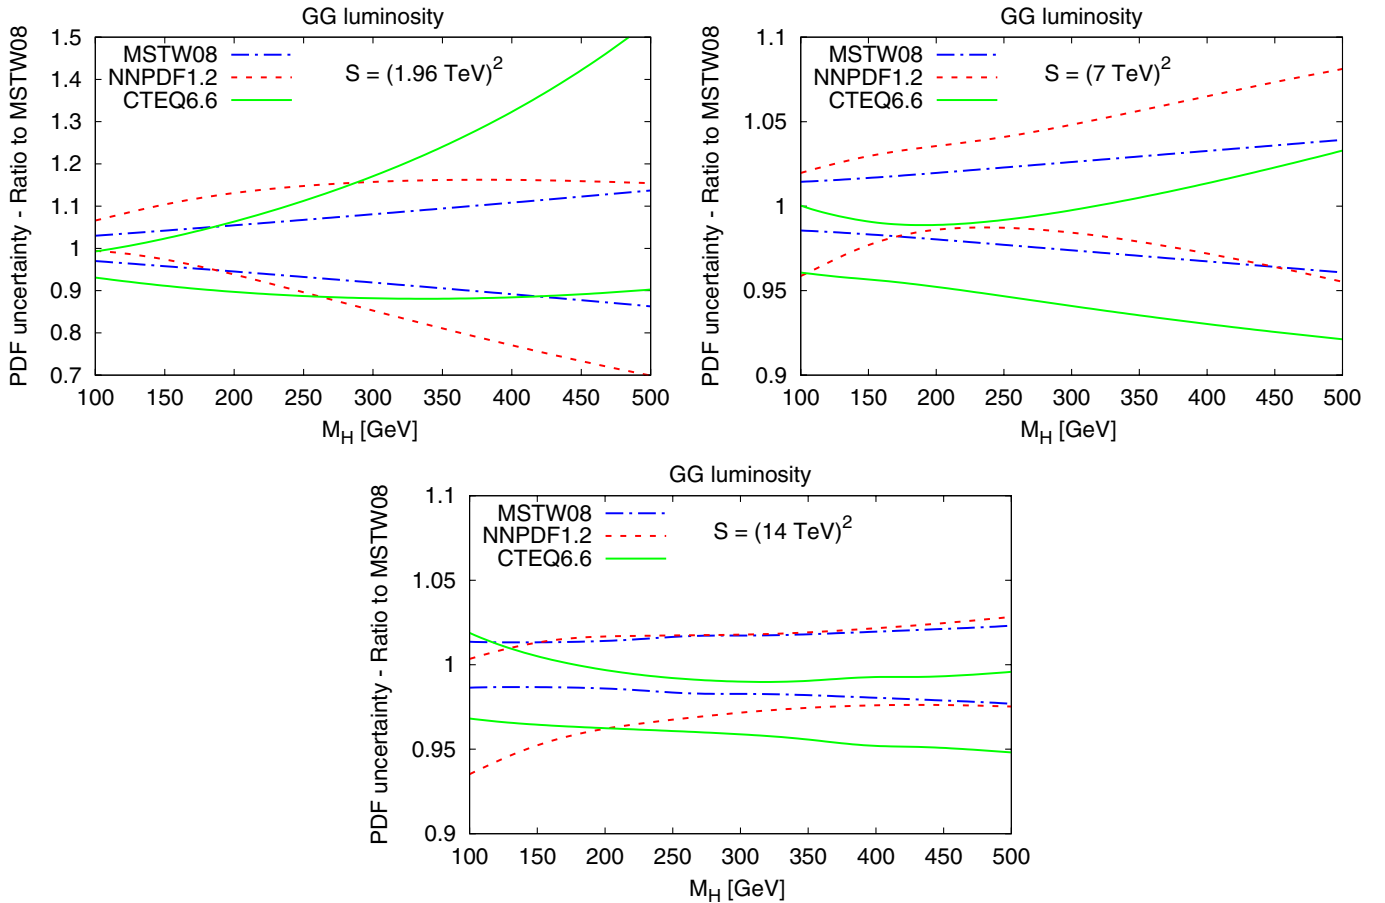 GG luminosity
PDF uncertainty - Ratio to MSTW08
1.5
1.4
1.3
1.2
1.1
1
0.9
0.8
0.7
MSTW08
NNPDF1.2
CTEQ6.6
S = (1.96 TeV)^2
100 150 200 250 300 350 400 450 500
M_H [GeV]
GG luminosity
PDF uncertainty - Ratio to MSTW08
1.1
1.05
1
0.95
0.9
MSTW08
NNPDF1.2
CTEQ6.6
S = (7 TeV)^2
100 150 200 250 300 350 400 450 500
M_H [GeV]
GG luminosity
PDF uncertainty - Ratio to MSTW08
1.1
1.05
1
0.95
0.9
MSTW08
NNPDF1.2
CTEQ6.6
S = (14 TeV)^2
100 150 200 250 300 350 400 450 500
M_H [GeV]